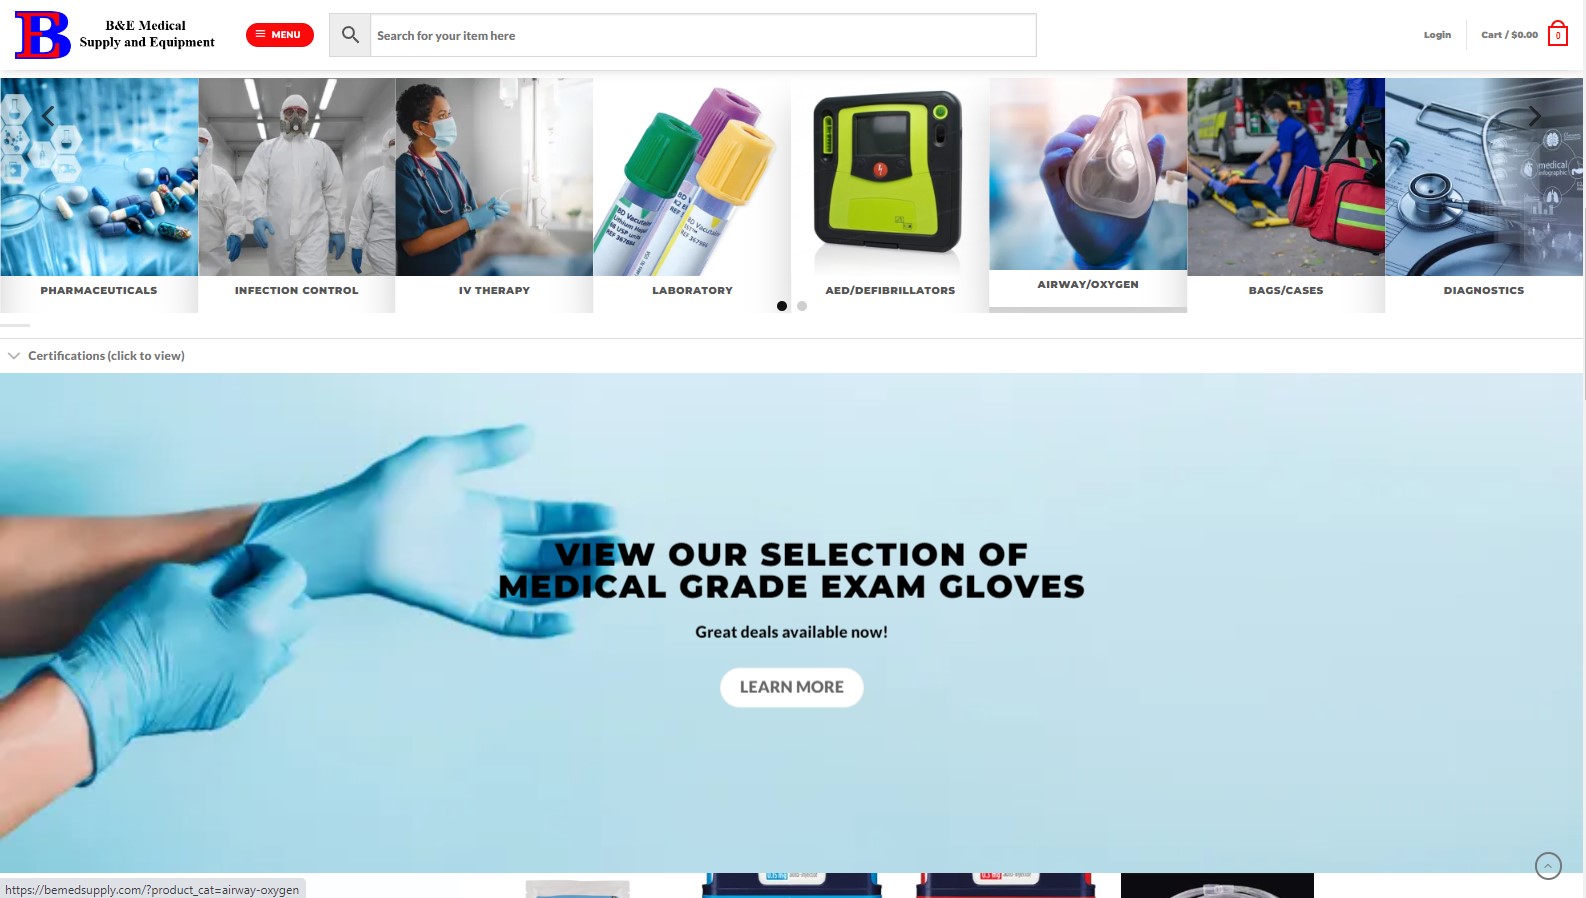 B&E Medical
Supply and Equipment
MENU
Search for your item here
Login
Cart / $0.00
0
PHARMACEUTICALS
INFECTION CONTROL
IV THERAPY
LABORATORY
AED/DEFIBRILLATORS
AIRWAY/OXYGEN
BAGS/CASES
DIAGNOSTICS
Certifications (click to view)
VIEW OUR SELECTION OF
MEDICAL GRADE EXAM GLOVES
Great deals available now!
LEARN MORE
https://bemedsupply.com/?product_cat=airway-oxygen